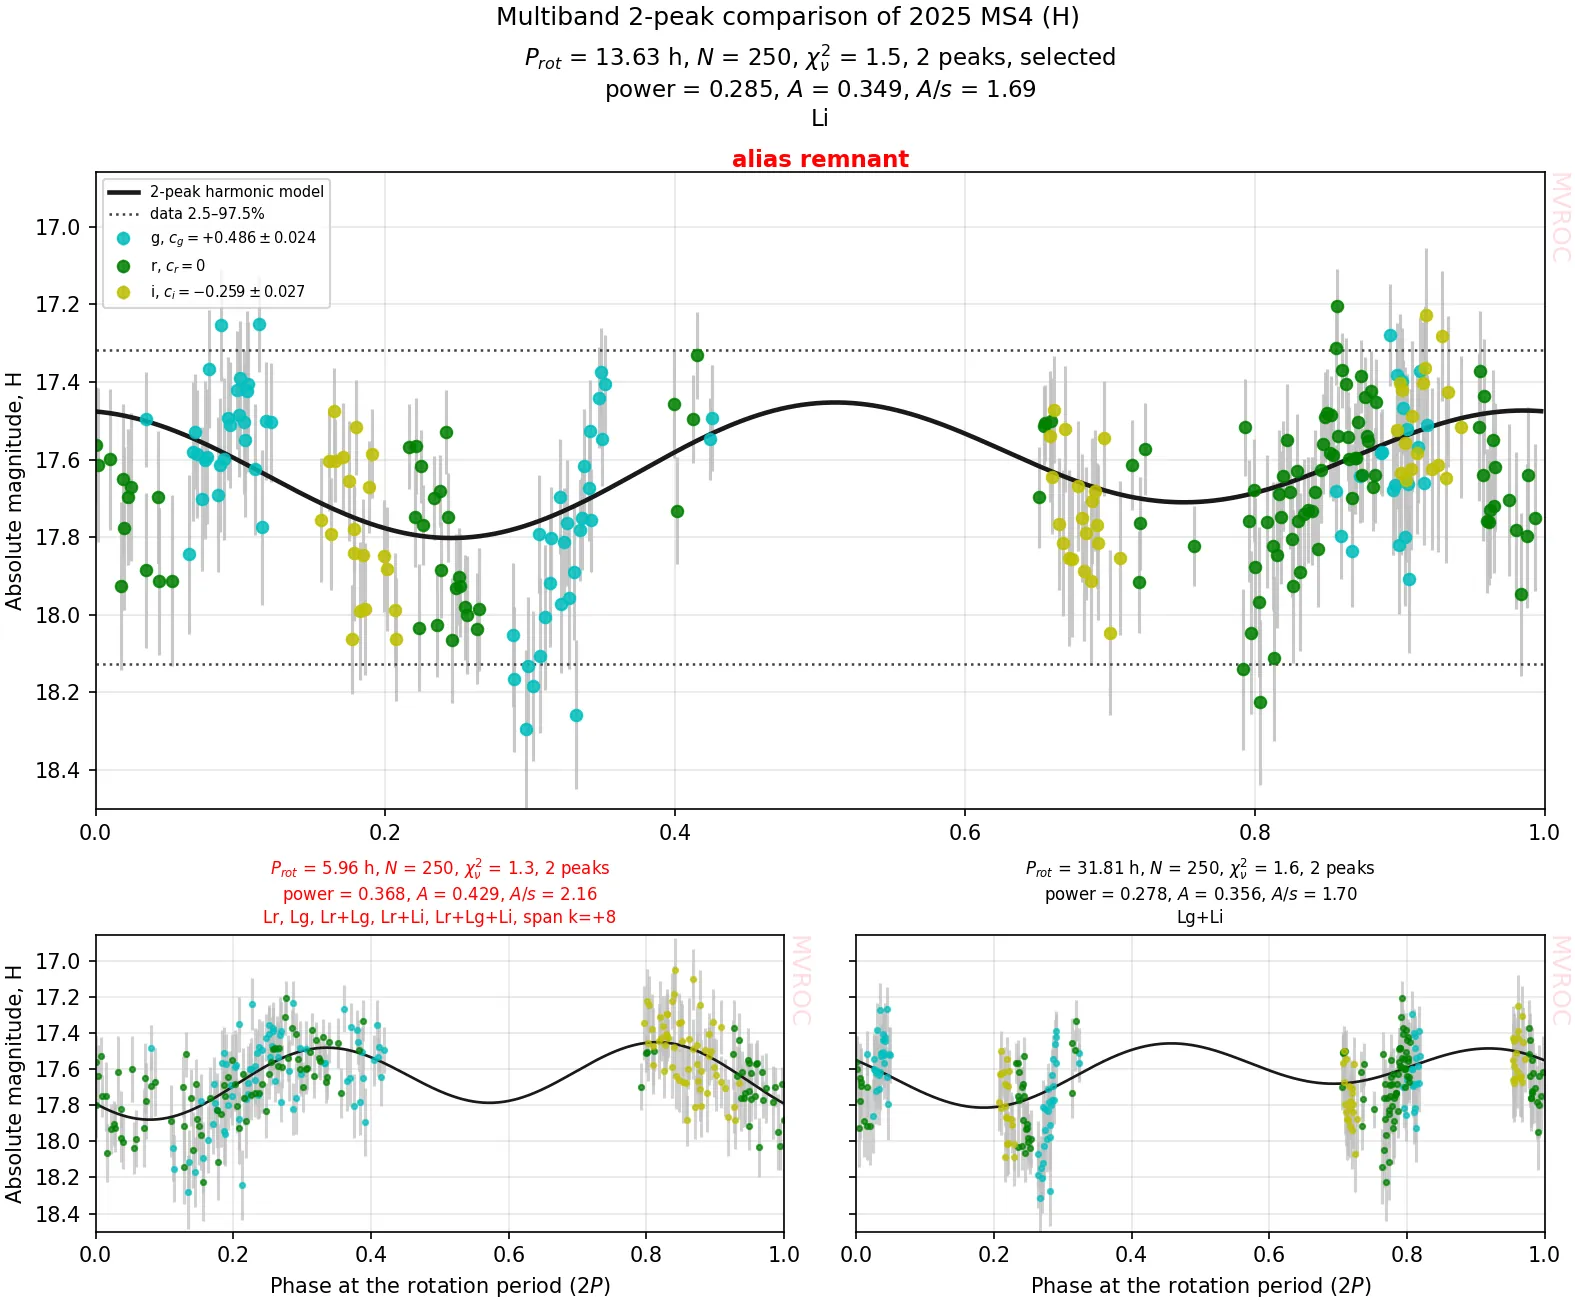 Multiband 2-peak comparison of 2025 MS4 (H)
P_rot = 13.63 h, N = 250, χ²_ν = 1.5, 2 peaks, selected
power = 0.285, A = 0.349, A/s = 1.69
Li
alias remnant
2-peak harmonic model
data 2.5–97.5%
g, c_g = +0.486 ± 0.024
r, c_r = 0
i, c_i = −0.259 ± 0.027
MVROC
Absolute magnitude, H
17.0
17.2
17.4
17.6
17.8
18.0
18.2
18.4
0.0 0.2 0.4 0.6 0.8 1.0
P_rot = 5.96 h, N = 250, χ²_ν = 1.3, 2 peaks
power = 0.368, A = 0.429, A/s = 2.16
Lr, Lg, Lr+Lg, Lr+Li, Lr+Lg+Li, span k=+8
MVROC
Absolute magnitude, H
17.0
17.2
17.4
17.6
17.8
18.0
18.2
18.4
0.0 0.2 0.4 0.6 0.8 1.0
Phase at the rotation period (2P)
P_rot = 31.81 h, N = 250, χ²_ν = 1.6, 2 peaks
power = 0.278, A = 0.356, A/s = 1.70
Lg+Li
MVROC
0.0 0.2 0.4 0.6 0.8 1.0
Phase at the rotation period (2P)